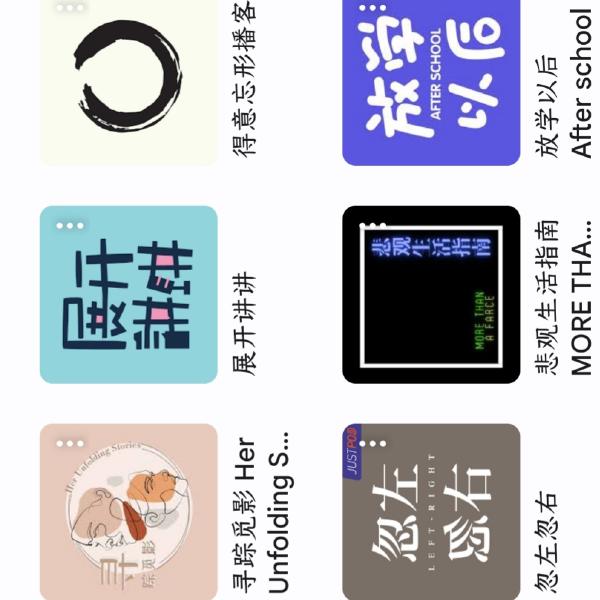 Her Unfolding Stories
寻
踪觅影
寻踪觅影 Her
Unfolding S...
展开
讲讲
展开讲讲
得意忘形播客
JUSTPOD
忽左
LEFT-RIGHT
忽右
忽左忽右
悲观生活指南
MORE THAN
A FARCE
悲观生活指南
MORE THA...
放学
AFTER SCHOOL
以后
放学以后
After school